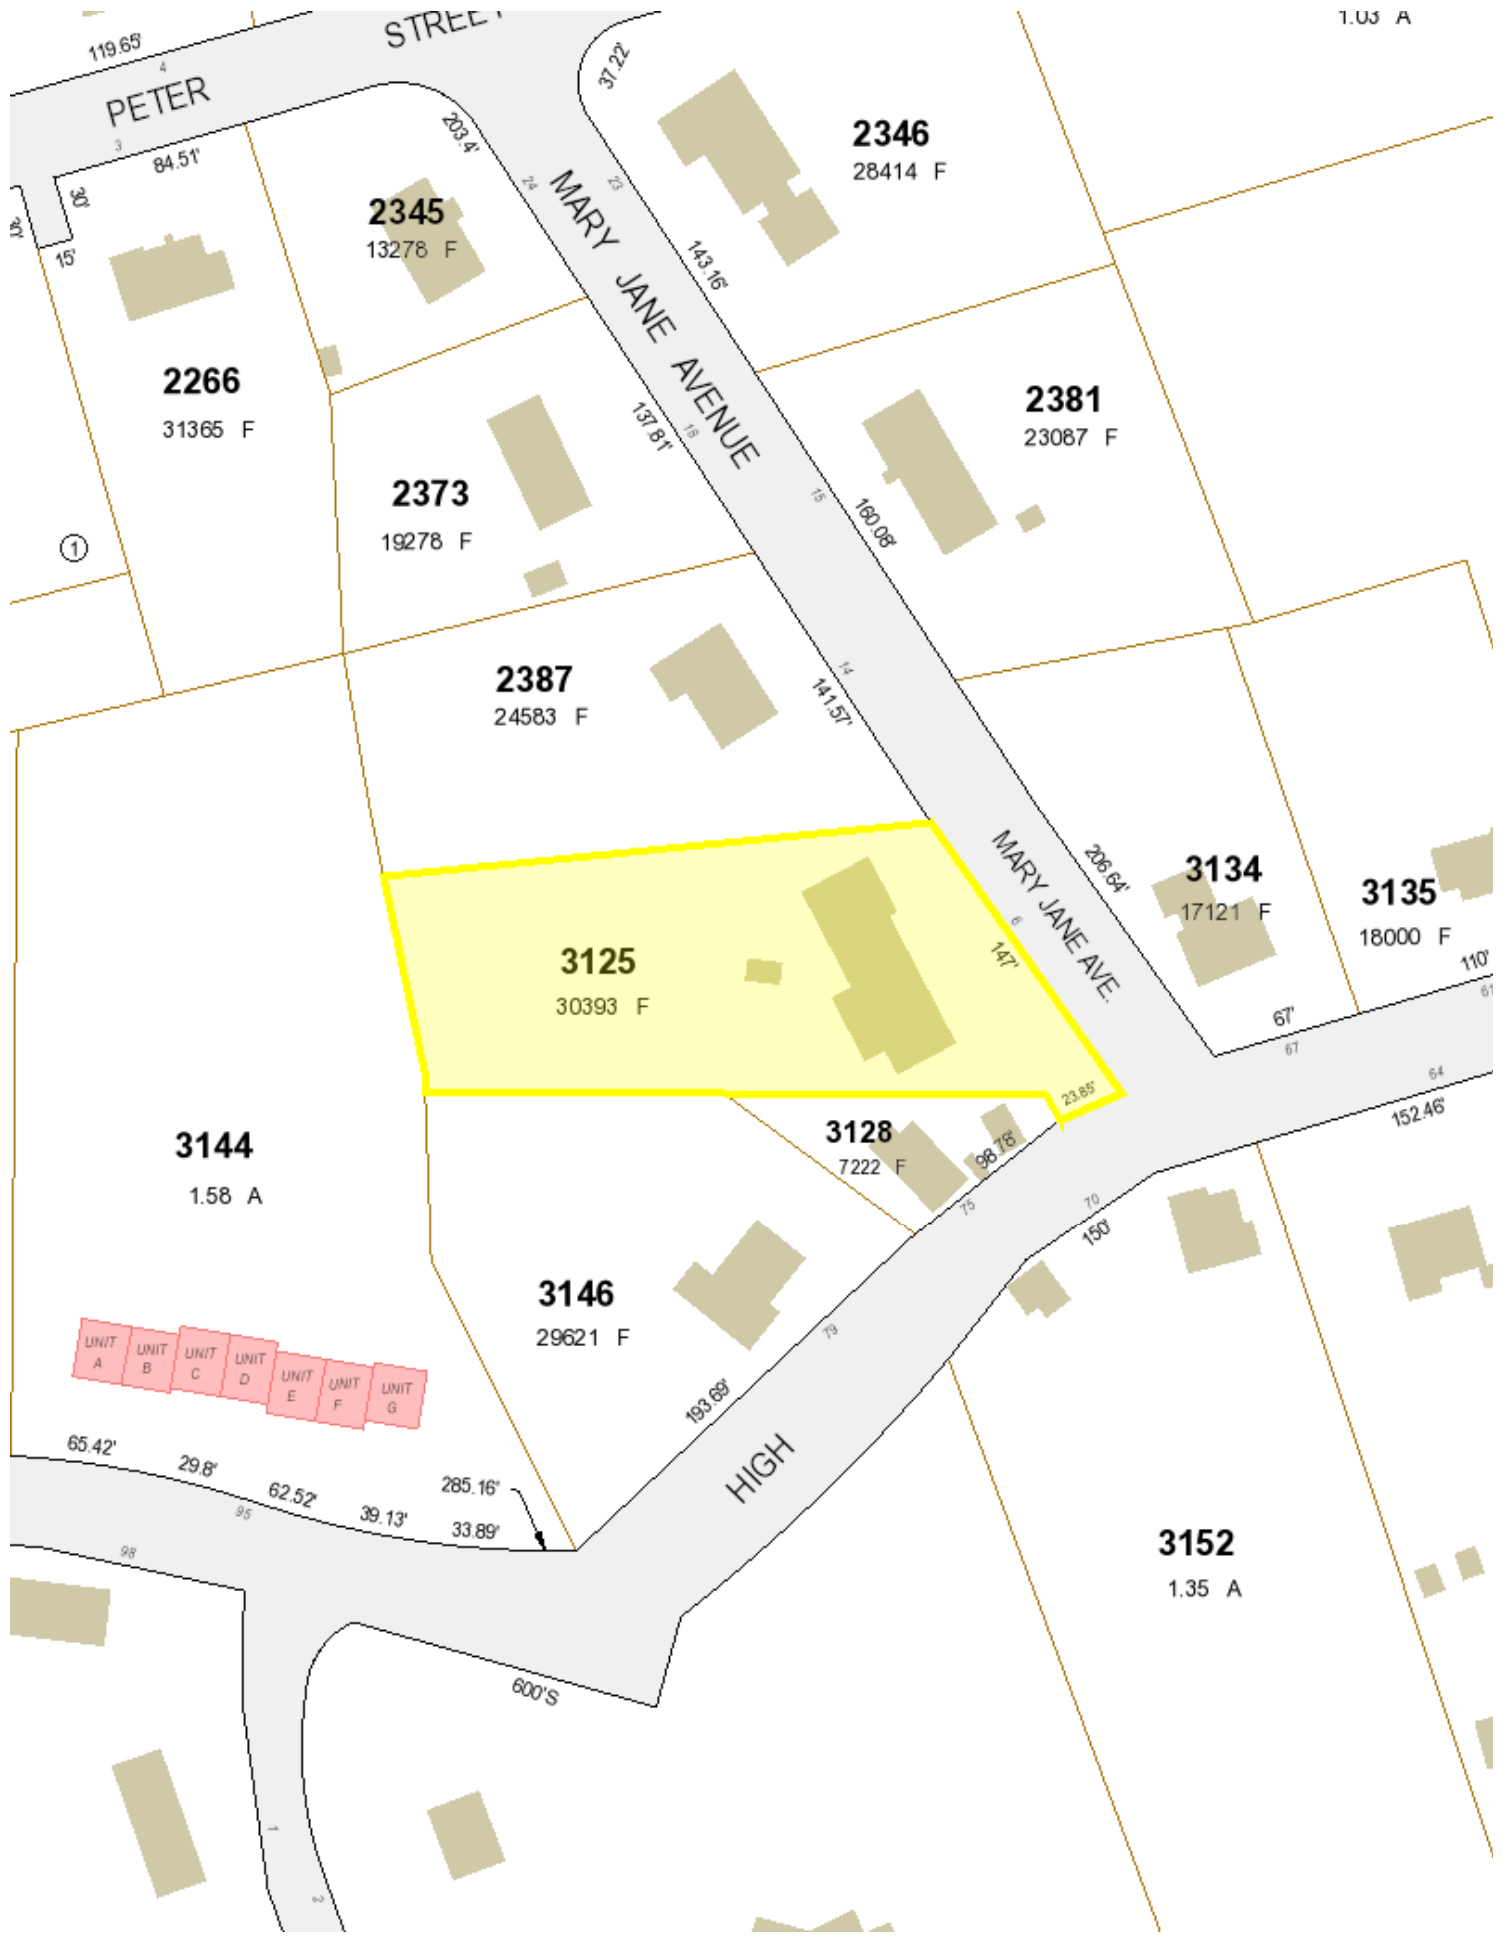 STREET
1.03 A
119.65'
4
PETER
3
84.51'
37.22'
203.4'
2346
28414 F
24
23
MARY JANE AVENUE
30'
30'
15'
2345
13278 F
143.16'
2266
31365 F
2381
23087 F
137.81'
18
15
160.08'
2373
19278 F
1
2387
24583 F
14
141.57'
MARY JANE AVE.
206.64'
3134
17121 F
3135
18000 F
6
147'
3125
30393 F
110'
61
67'
67
64
152.46'
23.85'
3128
7222 F
98.78'
75
70
150'
3144
1.58 A
3146
29621 F
79
UNIT A
UNIT B
UNIT C
UNIT D
UNIT E
UNIT F
UNIT G
193.69'
65.42'
29.8'
62.52'
39.13'
33.89'
285.16'
95
98
HIGH
3152
1.35 A
600'S
1
2